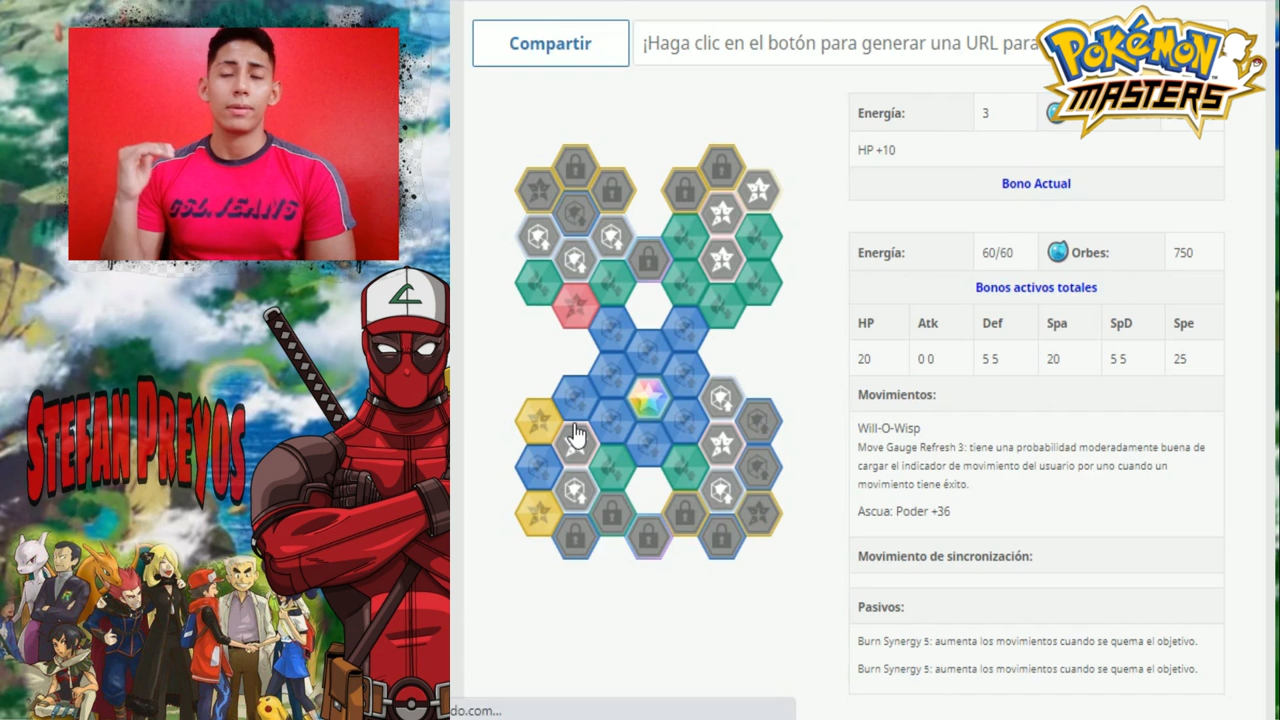 Compartir
¡Haga clic en el botón para generar una URL para
POKÉMON
MASTERS
Energía:
3
HP +10
Bono Actual
GSL.JEANS
Energía:
60/60
Orbes:
750
Bonos activos totales
HP Atk Def Spa SpD Spe
20 0 0 5 5 20 5 5 25
Movimientos:
Will-O-Wisp
Move Gauge Refresh 3: tiene una probabilidad moderadamente buena de
cargar el indicador de movimiento del usuario por uno cuando un
movimiento tiene éxito.
Ascua: Poder +36
Movimiento de sincronización:
Pasivos:
Burn Synergy 5: aumenta los movimientos cuando se quema el objetivo.
Burn Synergy 5: aumenta los movimientos cuando se quema el objetivo.
STEFAN PREYOS
do.com...